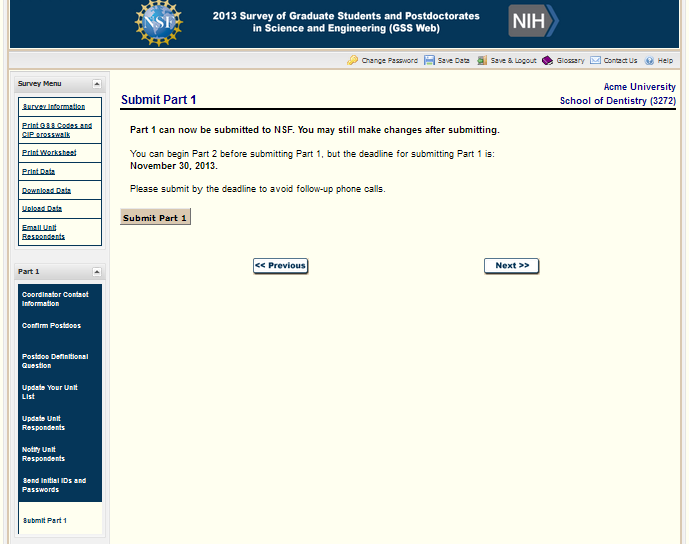 NSF
2013 Survey of Graduate Students and Postdoctorates
in Science and Engineering (GSS Web)
NIH
Change Password Save Data Save & Logout Glossary Contact Us Help
Survey Menu
Survey Information
Print GSS Codes and
CIP crosswalk
Print Worksheet
Print Data
Download Data
Upload Data
Email Unit
Respondents
Part 1
Coordinator Contact
Information
Confirm Postdocs
Postdoc Definitional
Question
Update Your Unit
List
Update Unit
Respondents
Notify Unit
Respondents
Send Initial IDs and
Passwords
Submit Part 1
Acme University
Submit Part 1 School of Dentistry (3272)
Part 1 can now be submitted to NSF. You may still make changes after submitting.
You can begin Part 2 before submitting Part 1, but the deadline for submitting Part 1 is:
November 30, 2013.
Please submit by the deadline to avoid follow-up phone calls.
Submit Part 1
<< Previous Next >>